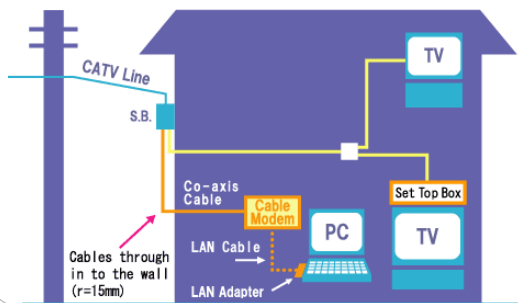 CATV Line
TV
S.B.
Co-axis
Cable
Set Top Box
Cable
Modem
PC
TV
LAN Cable
Cables through
in to the wall
(r=15mm)
LAN Adapter